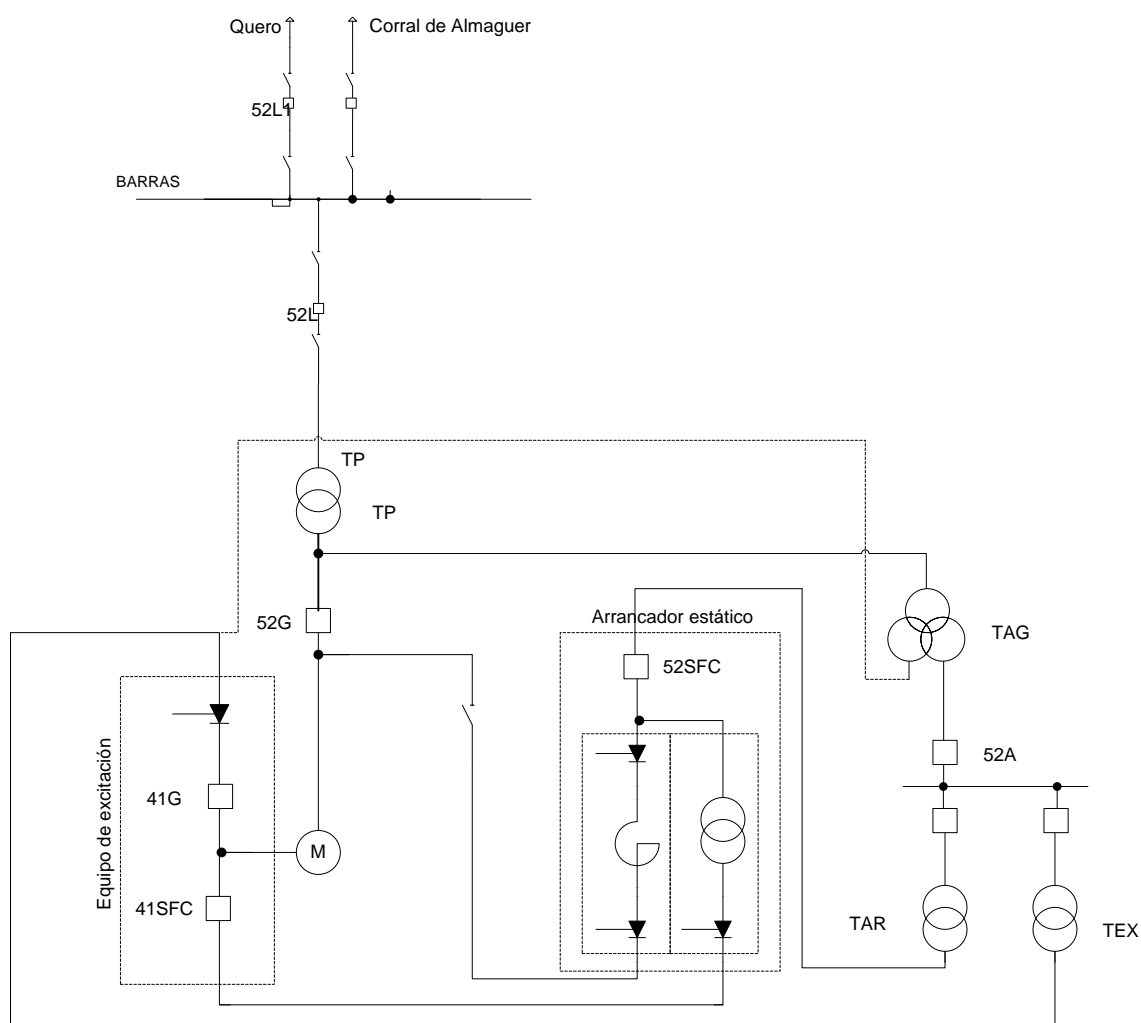 Quero
Corral de Almaguer
52L1
BARRAS
52L
TP
TP
52G
Arrancador estático
TAG
52SFC
Equipo de excitación
52A
41G
M
41SFC
TAR
TEX